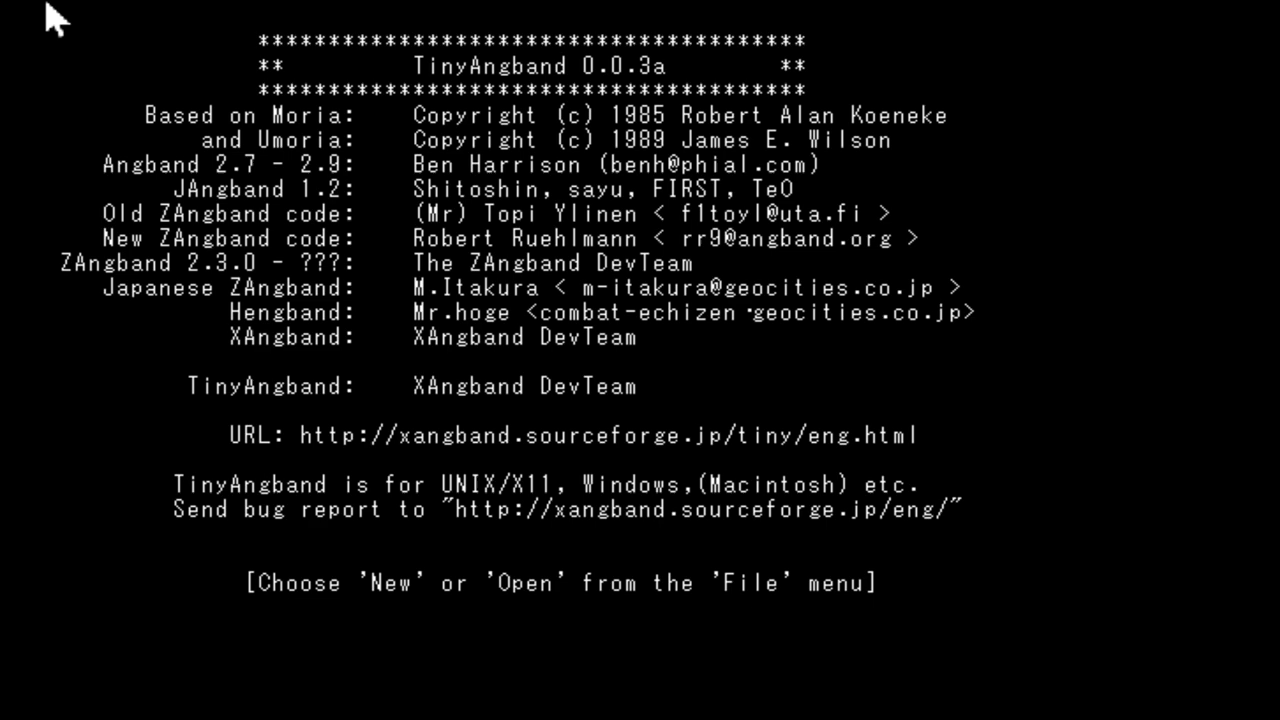 ***************************************
** TinyAngband 0.0.3a **
***************************************
Based on Moria: Copyright (c) 1985 Robert Alan Koeneke
and Umoria: Copyright (c) 1989 James E. Wilson
Angband 2.7 - 2.9: Ben Harrison (benh@phial.com)
JAngband 1.2: Shitoshin, sayu, FIRST, TeO
Old ZAngband code: (Mr) Topi Ylinen < f1toyl@uta.fi >
New ZAngband code: Robert Ruehlmann < rr9@angband.org >
ZAngband 2.3.0 - ???: The ZAngband DevTeam
Japanese ZAngband: M.Itakura < m-itakura@geocities.co.jp >
Hengband: Mr.hoge <combat-echizen･geocities.co.jp>
XAngband: XAngband DevTeam
TinyAngband: XAngband DevTeam
URL: http://xangband.sourceforge.jp/tiny/eng.html
TinyAngband is for UNIX/X11, Windows,(Macintosh) etc.
Send bug report to "http://xangband.sourceforge.jp/eng/"
[Choose 'New' or 'Open' from the 'File' menu]